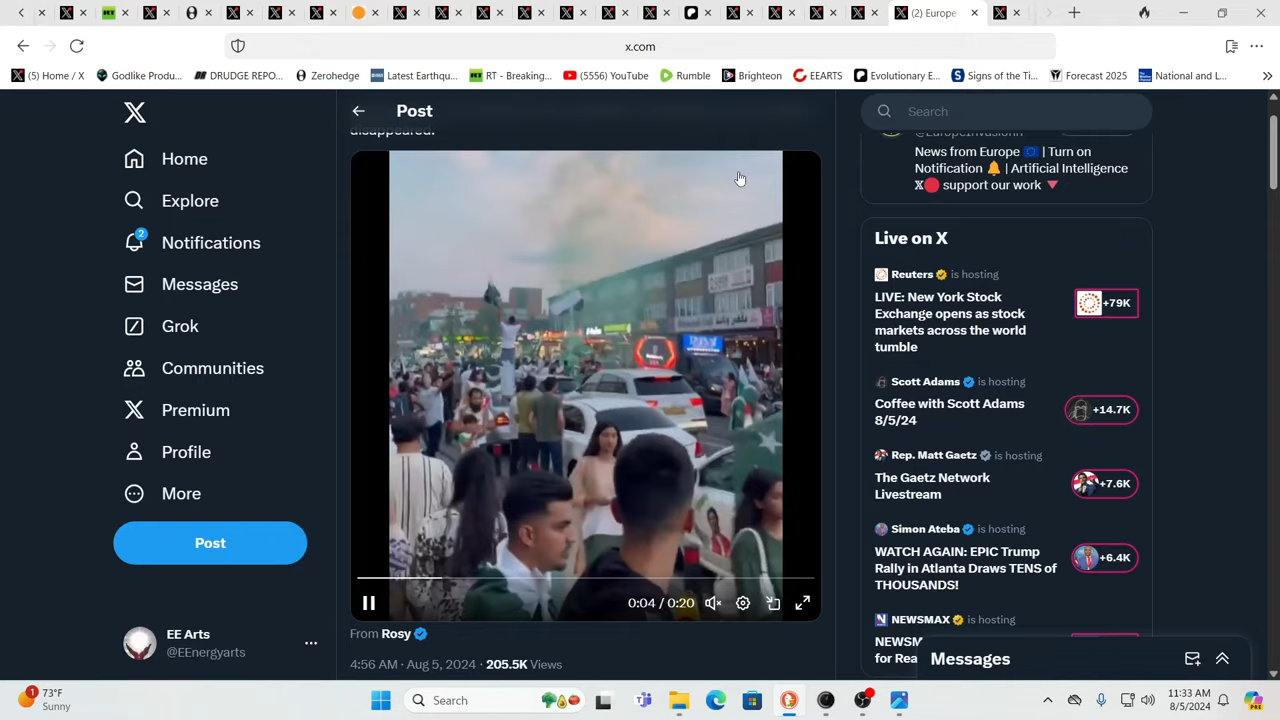 (2) Europe
x.com
(5) Home / X
Godlike Produ...
DRUDGE REPO...
Zerohedge
Latest Earthqu...
RT - Breaking...
(5556) YouTube
Rumble
Brighteon
EEARTS
Evolutionary E...
Signs of the Ti...
Forecast 2025
National and L...
X
Home
Explore
2
Notifications
Messages
Grok
Communities
Premium
Profile
More
Post
EE Arts
@EEnergyarts
Post
disappeared.
0:04 / 0:20
From Rosy
4:56 AM · Aug 5, 2024 · 205.5K Views
Search
@EuropeInvasionn
News from Europe | Turn on
Notification | Artificial Intelligence
X support our work
Live on X
Reuters is hosting
LIVE: New York Stock
Exchange opens as stock
markets across the world
tumble
+79K
Scott Adams is hosting
Coffee with Scott Adams
8/5/24
+14.7K
Rep. Matt Gaetz is hosting
The Gaetz Network
Livestream
+7.6K
Simon Ateba is hosting
WATCH AGAIN: EPIC Trump
Rally in Atlanta Draws TENS of
THOUSANDS!
+6.4K
NEWSMAX is hosting
NEWSM
for Rea
Messages
1
73°F
Sunny
Search
11:33 AM
8/5/2024
PRE